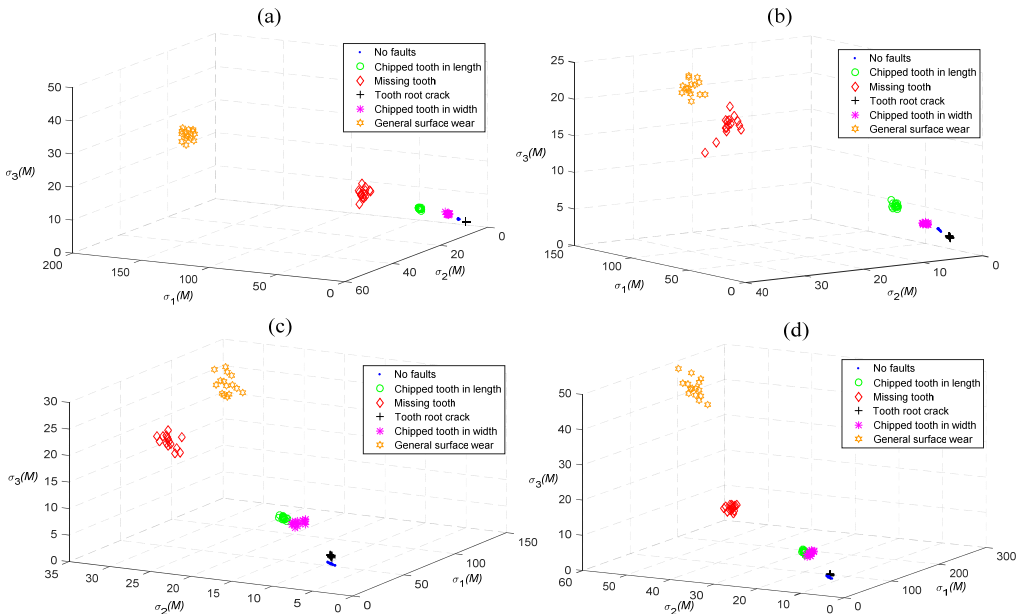 (a)
No faults
Chipped tooth in length
Missing tooth
Tooth root crack
Chipped tooth in width
General surface wear
50
40
30
20
10
0
σ3(M)
200
150
100
50
0
σ1(M)
60
40
20
0
σ2(M)
(b)
No faults
Chipped tooth in length
Missing tooth
Tooth root crack
Chipped tooth in width
General surface wear
25
20
15
10
5
0
σ3(M)
150
100
50
0
σ1(M)
40
30
20
10
0
σ2(M)
(c)
No faults
Chipped tooth in length
Missing tooth
Tooth root crack
Chipped tooth in width
General surface wear
30
25
20
15
10
5
0
σ3(M)
35
30
25
20
15
10
5
0
σ2(M)
0
50
100
150
σ1(M)
(d)
No faults
Chipped tooth in length
Missing tooth
Tooth root crack
Chipped tooth in width
General surface wear
50
40
30
20
10
0
σ3(M)
60
50
40
30
20
10
0
σ2(M)
0
100
200
300
σ1(M)